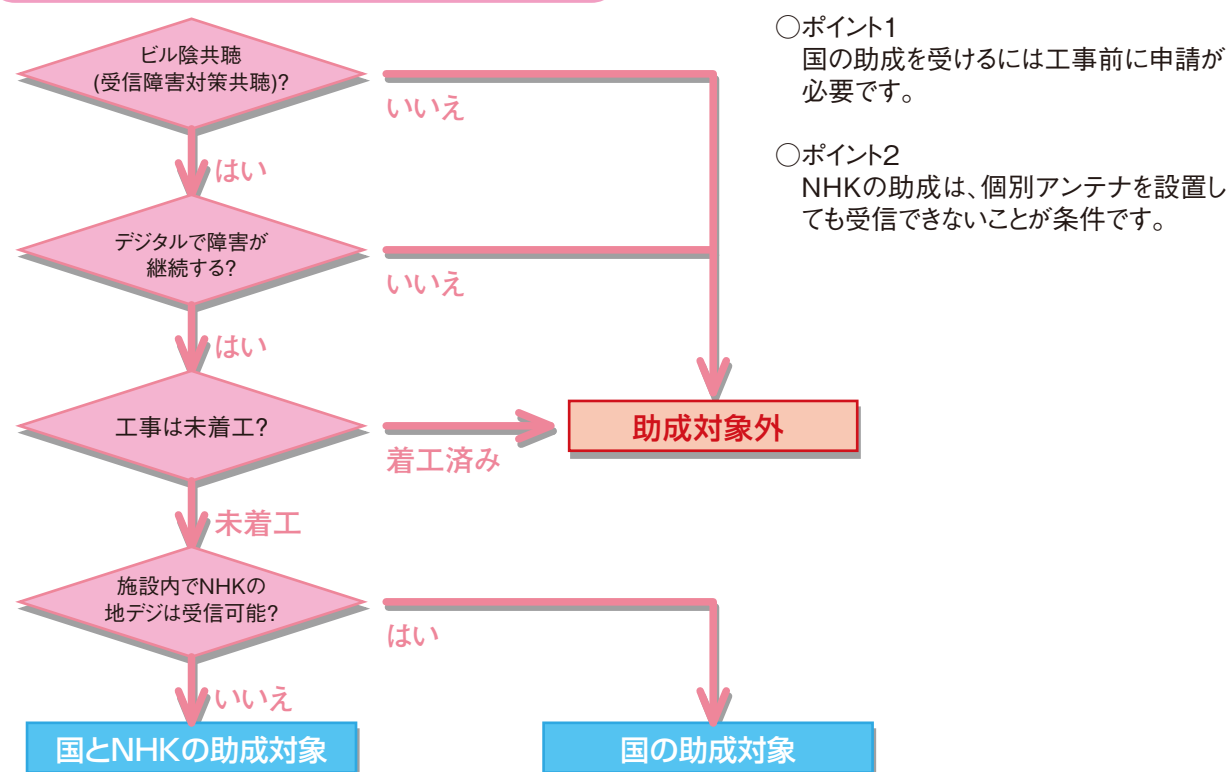 ビル陰共聴
(受信障害対策共聴)?
いいえ
はい
デジタルで障害が
継続する?
いいえ
はい
工事は未着工?
着工済み
助成対象外
未着工
施設内でNHKの
地デジは受信可能?
はい
いいえ
国とNHKの助成対象
国の助成対象
○ポイント1
国の助成を受けるには工事前に申請が
必要です。
○ポイント2
NHKの助成は、個別アンテナを設置し
ても受信できないことが条件です。